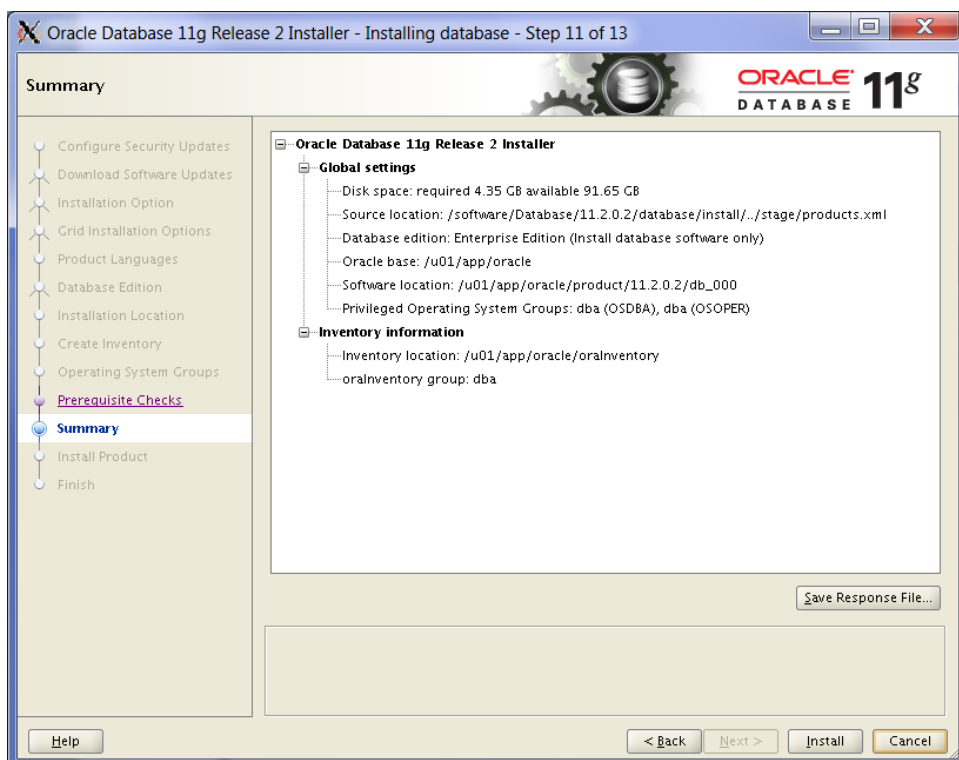 Oracle Database 11g Release 2 Installer - Installing database - Step 11 of 13
Summary
ORACLE
DATABASE
11g
Configure Security Updates
Download Software Updates
Installation Option
Grid Installation Options
Product Languages
Database Edition
Installation Location
Create Inventory
Operating System Groups
Prerequisite Checks
Summary
Install Product
Finish
Oracle Database 11g Release 2 Installer
Global settings
Disk space: required 4.35 GB available 91.65 GB
Source location: /software/Database/11.2.0.2/database/install/../stage/products.xml
Database edition: Enterprise Edition (Install database software only)
Oracle base: /u01/app/oracle
Software location: /u01/app/oracle/product/11.2.0.2/db_000
Privileged Operating System Groups: dba (OSDBA), dba (OSOPER)
Inventory information
Inventory location: /u01/app/oracle/oraInventory
oraInventory group: dba
Save Response File...
Help
< Back
Next >
Install
Cancel